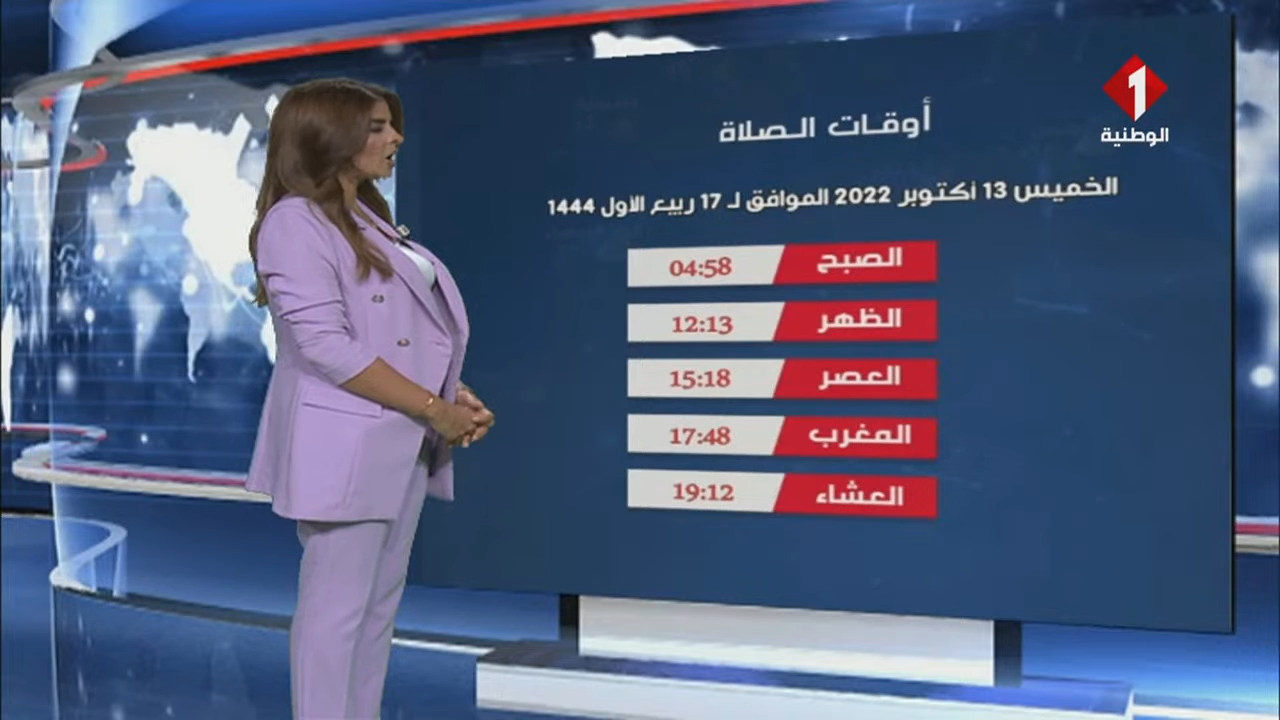 1
الوطنية
أوقات الصلاة
الخميس 13 أكتوبر 2022 الموافق لـ 17 ربيع الأول 1444
الصبح 04:58
الظهر 12:13
العصر 15:18
المغرب 17:48
العشاء 19:12